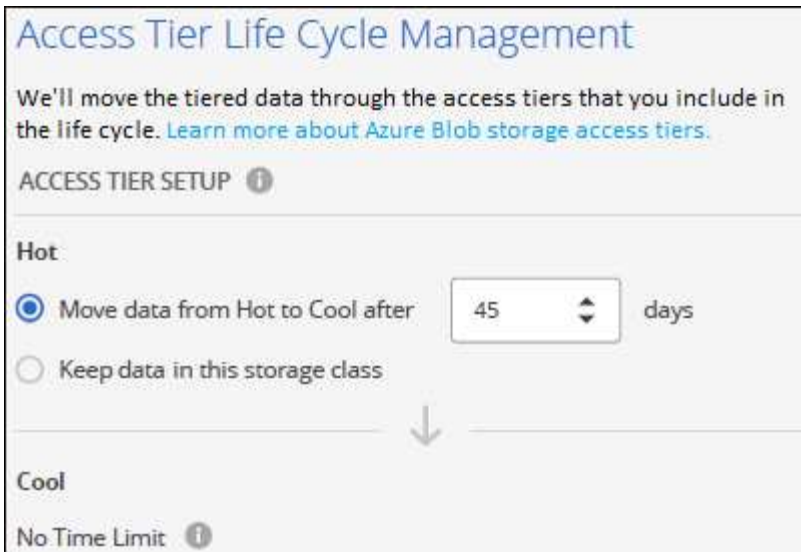 Access Tier Life Cycle Management
We'll move the tiered data through the access tiers that you include in
the life cycle. Learn more about Azure Blob storage access tiers.
ACCESS TIER SETUP
Hot
Move data from Hot to Cool after 45 days
Keep data in this storage class
Cool
No Time Limit